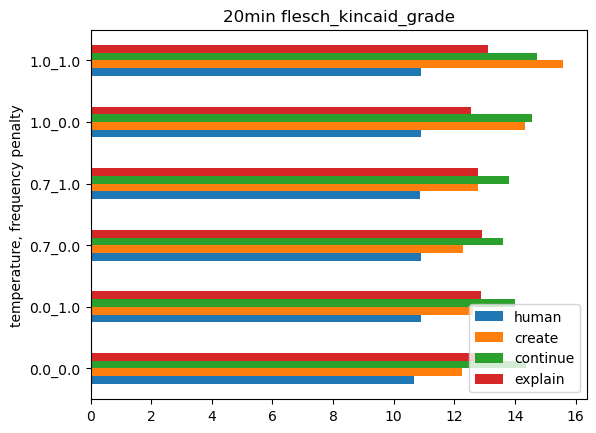 20min flesch_kincaid_grade
temperature, frequency penalty
1.0_1.0
1.0_0.0
0.7_1.0
0.7_0.0
0.0_1.0
0.0_0.0
human
create
continue
explain
0 2 4 6 8 10 12 14 16